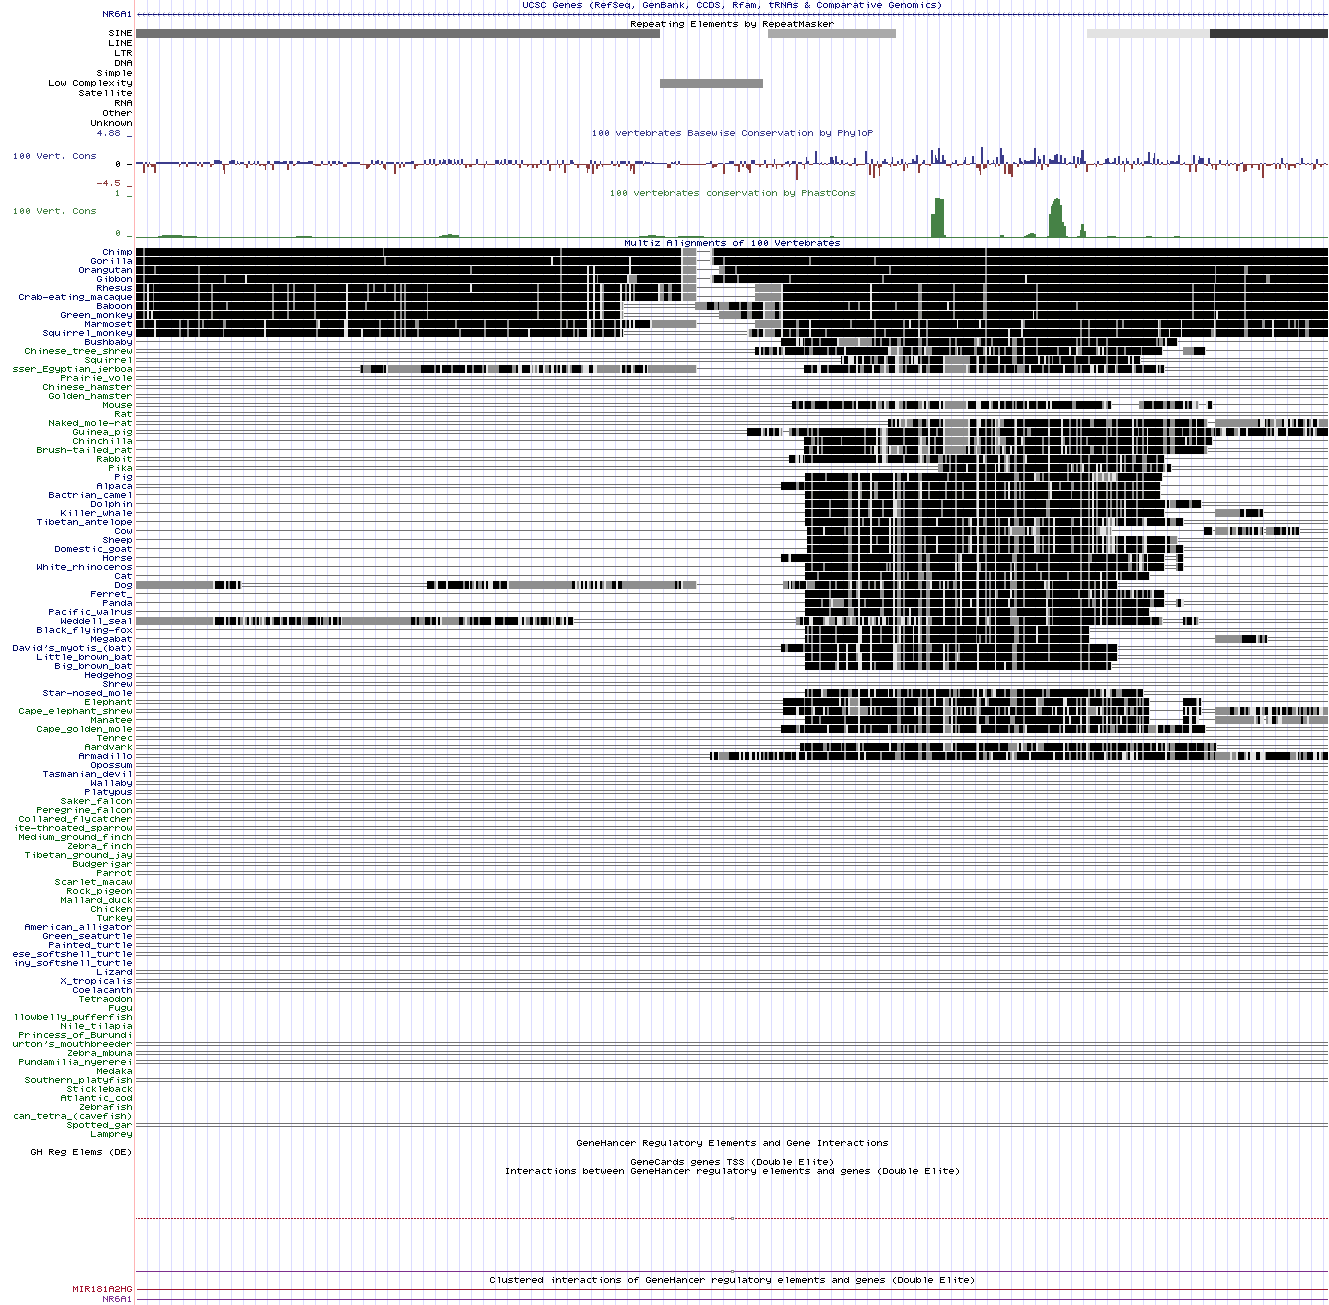 UCSC Genes (RefSeq, GenBank, CCDS, Rfam, tRNAs & Comparative Genomics)
NR6A1
Repeating Elements by RepeatMasker
SINE
LINE
LTR
DNA
Simple
Low Complexity
Satellite
RNA
Other
Unknown
4.88 _
100 vertebrates Basewise Conservation by PhyloP
100 Vert. Cons
0 _
-4.5 _
100 vertebrates conservation by PhastCons
1 _
100 Vert. Cons
0 _
Multiz Alignments of 100 Vertebrates
Chimp
Gorilla
Orangutan
Gibbon
Rhesus
Crab-eating_macaque
Baboon
Green_monkey
Marmoset
Squirrel_monkey
Bushbaby
Chinese_tree_shrew
Squirrel
sser_Egyptian_jerboa
Prairie_vole
Chinese_hamster
Golden_hamster
Mouse
Rat
Naked_mole-rat
Guinea_pig
Chinchilla
Brush-tailed_rat
Rabbit
Pika
Pig
Alpaca
Bactrian_camel
Dolphin
Killer_whale
Tibetan_antelope
Cow
Sheep
Domestic_goat
Horse
White_rhinoceros
Cat
Dog
Ferret_
Panda
Pacific_walrus
Weddell_seal
Black_flying-fox
Megabat
David's_myotis_(bat)
Little_brown_bat
Big_brown_bat
Hedgehog
Shrew
Star-nosed_mole
Elephant
Cape_elephant_shrew
Manatee
Cape_golden_mole
Tenrec
Aardvark
Armadillo
Opossum
Tasmanian_devil
Wallaby
Platypus
Saker_falcon
Peregrine_falcon
Collared_flycatcher
ite-throated_sparrow
Medium_ground_finch
Zebra_finch
Tibetan_ground_jay
Budgerigar
Parrot
Scarlet_macaw
Rock_pigeon
Mallard_duck
Chicken
Turkey
American_alligator
Green_seaturtle
Painted_turtle
ese_softshell_turtle
iny_softshell_turtle
Lizard
X_tropicalis
Coelacanth
Tetraodon
Fugu
llowbelly_pufferfish
Nile_tilapia
Princess_of_Burundi
urton's_mouthbreeder
Zebra_mbuna
Pundamilia_nyererei
Medaka
Southern_platyfish
Stickleback
Atlantic_cod
Zebrafish
can_tetra_(cavefish)
Spotted_gar
Lamprey
GeneHancer Regulatory Elements and Gene Interactions
GH Reg Elems (DE)
GeneCards genes TSS (Double Elite)
Interactions between GeneHancer regulatory elements and genes (Double Elite)
Clustered interactions of GeneHancer regulatory elements and genes (Double Elite)
MIR181A2HG
NR6A1